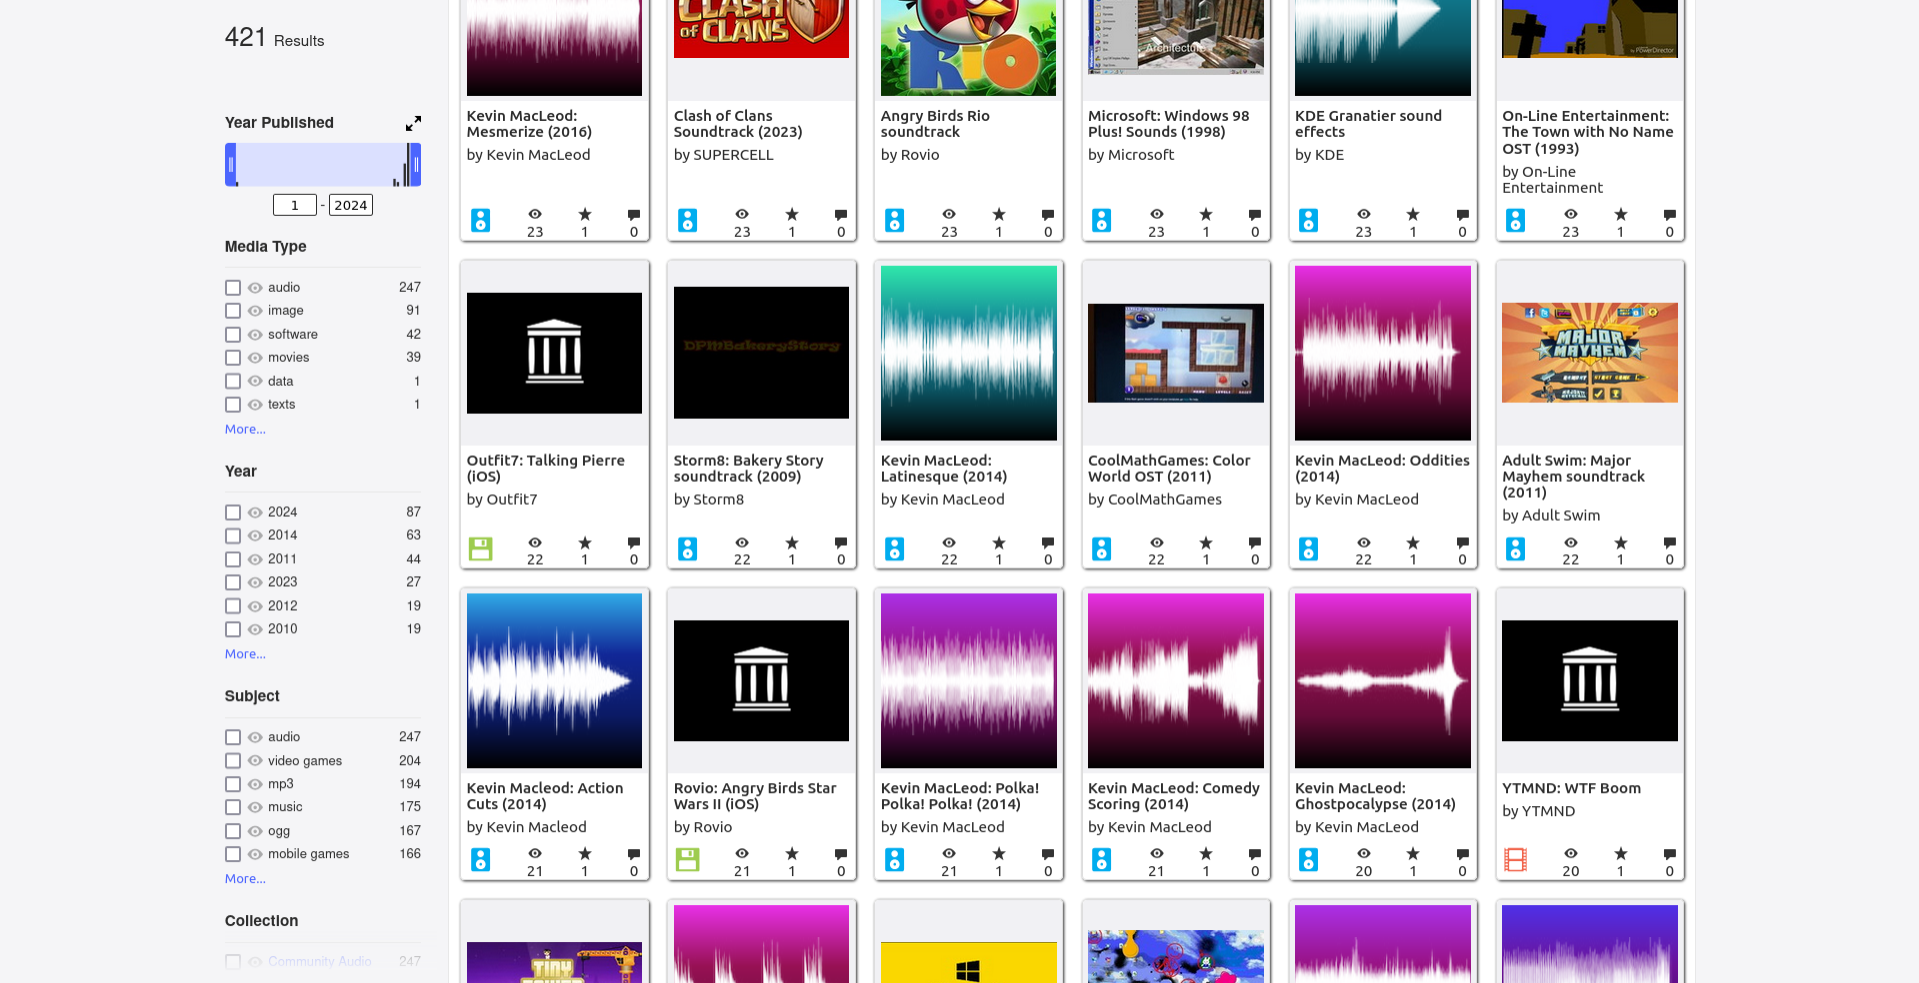 421 Results
Year Published
1 - 2024
Media Type
audio 247
image 91
software 42
movies 39
data 1
texts 1
More...
Year
2024 87
2014 63
2011 44
2023 27
2012 19
2010 19
More...
Subject
audio 247
video games 204
mp3 194
music 175
ogg 167
mobile games 166
More...
Collection
Community Audio 247
CLASH
OF CLANS
RIO
Architecture
by PowerDirector
Kevin MacLeod:
Mesmerize (2016)
by Kevin MacLeod
23 1 0
Clash of Clans
Soundtrack (2023)
by SUPERCELL
23 1 0
Angry Birds Rio
soundtrack
by Rovio
23 1 0
Microsoft: Windows 98
Plus! Sounds (1998)
by Microsoft
23 1 0
KDE Granatier sound
effects
by KDE
23 1 0
On-Line Entertainment:
The Town with No Name
OST (1993)
by On-Line
Entertainment
23 1 0
Outfit7: Talking Pierre
(iOS)
by Outfit7
22 1 0
DPMBakeryStory
Storm8: Bakery Story
soundtrack (2009)
by Storm8
22 1 0
Kevin MacLeod:
Latinesque (2014)
by Kevin MacLeod
22 1 0
CoolMathGames: Color
World OST (2011)
by CoolMathGames
22 1 0
Kevin MacLeod: Oddities
(2014)
by Kevin MacLeod
22 1 0
MAJOR
MAYHEM
Adult Swim: Major
Mayhem soundtrack
(2011)
by Adult Swim
22 1 0
Kevin Macleod: Action
Cuts (2014)
by Kevin Macleod
21 1 0
Rovio: Angry Birds Star
Wars II (iOS)
by Rovio
21 1 0
Kevin MacLeod: Polka!
Polka! Polka! (2014)
by Kevin MacLeod
21 1 0
Kevin MacLeod: Comedy
Scoring (2014)
by Kevin MacLeod
21 1 0
Kevin MacLeod:
Ghostpocalypse (2014)
by Kevin MacLeod
20 1 0
YTMND: WTF Boom
by YTMND
20 1 0
TINY